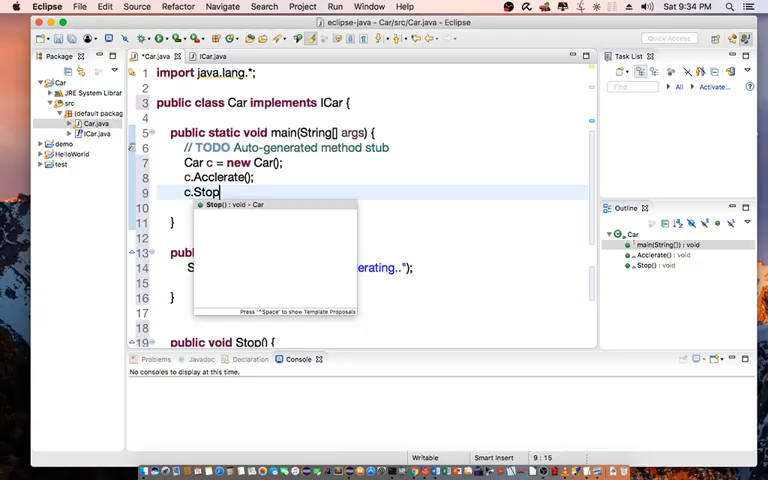 Eclipse File Edit Source Refactor Navigate Search Project Run Window Help Sat 9:34 PM
eclipse-java - Car/src/Car.java - Eclipse
Quick Access
Package
*Car.java
ICar.java
Task List
Car
JRE System Library
src
(default packag
Car.java
ICar.java
demo
HelloWorld
test
1 import java.lang.*;
2
3 public class Car implements ICar {
5 public static void main(String[] args) {
6 // TODO Auto-generated method stub
7 Car c = new Car();
8 c.Acclerate();
9 c.Stop
10
11 }
12
13 pub
14 S erating..");
15
16 }
17
18
19 public void Stop() {
Stop() : void - Car
Press '^Space' to show Template Proposals
Find
All
Activate...
Outline
Car
main(String[]) : void
Acclerate() : void
Stop() : void
Problems
Javadoc
Declaration
Console
No consoles to display at this time.
Writable
Smart Insert
9 : 15